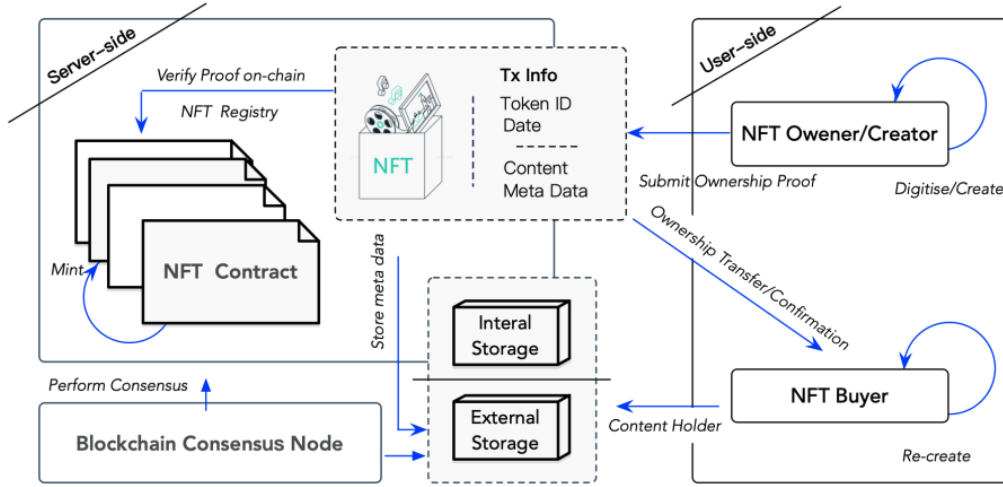 Server-side
User-side
Verify Proof on-chain
NFT Registry
NFT
Tx Info
Token ID
Date
Content
Meta Data
NFT Owener/Creator
Submit Ownership Proof
Digitise/Create
Mint
NFT Contract
Store meta data
Ownership Transfer/Confirmation
Interal
Storage
Perform Consensus
External
Storage
Blockchain Consensus Node
Content Holder
NFT Buyer
Re-create